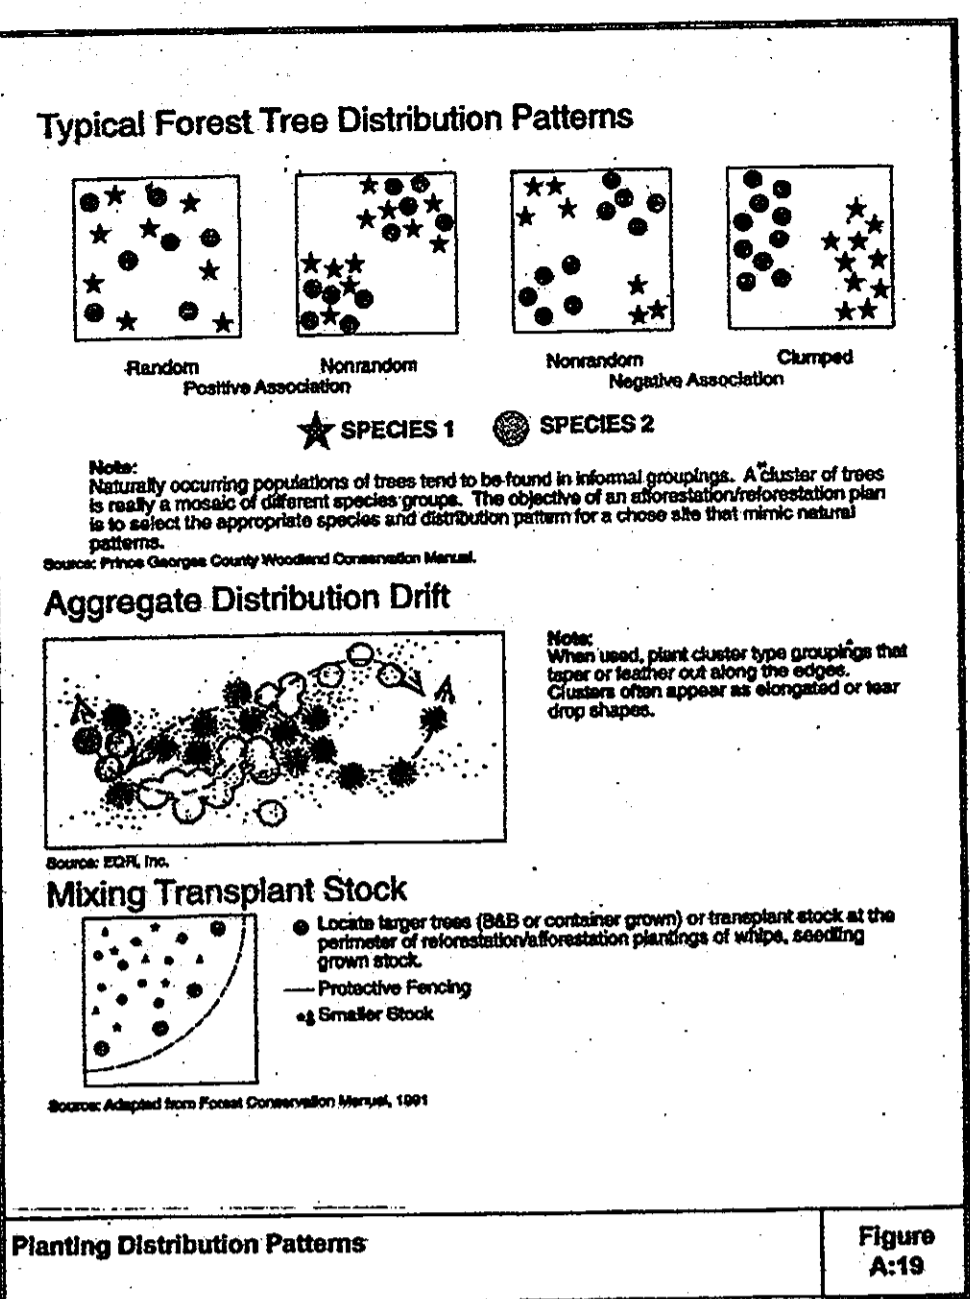 Typical Forest Tree Distribution Patterns
Random
Nonrandom
Positive Association
Nonrandom
Clumped
Negative Association
SPECIES 1
SPECIES 2
Note:
Naturally occurring populations of trees tend to be found in informal groupings. A cluster of trees
is really a mosaic of different species groups. The objective of an afforestation/reforestation plan
is to select the appropriate species and distribution pattern for a chose site that mimic natural
patterns.
Source: Prince Georges County Woodland Conservation Manual.
Aggregate Distribution Drift
Note:
When used, plant cluster type groupings that
taper or feather out along the edges.
Clusters often appear as elongated or tear
drop shapes.
Source: EQR, Inc.
Mixing Transplant Stock
Locate larger trees (B&B or container grown) or transplant stock at the
perimeter of reforestation/afforestation plantings of whips, seedling
grown stock.
Protective Fencing
Smaller Stock
Source: Adapted from Forest Conservation Manual, 1991
Planting Distribution Patterns
Figure
A:19